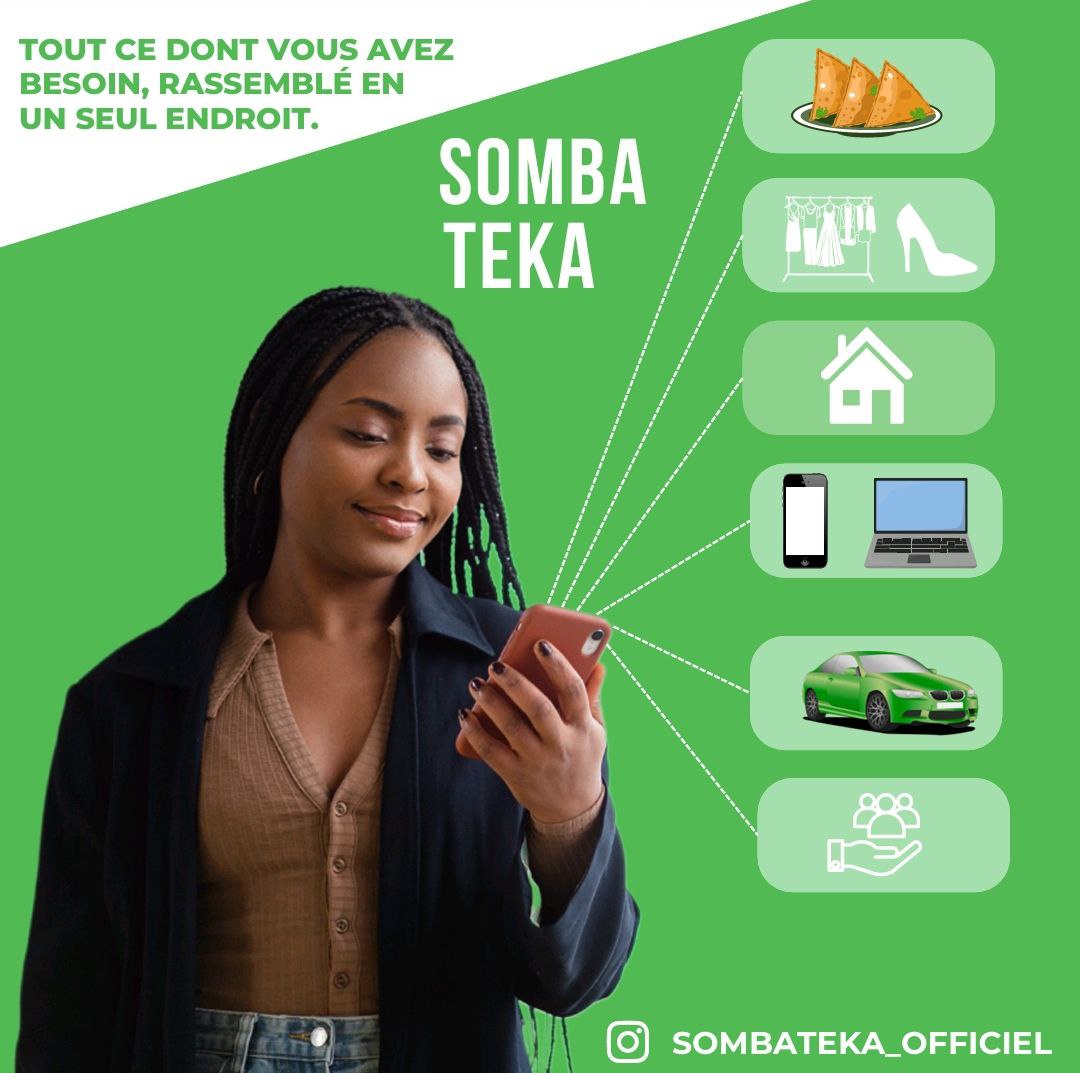 TOUT CE DONT VOUS AVEZ
BESOIN, RASSEMBLÉ EN
UN SEUL ENDROIT.
SOMBA
TEKA
SOMBATEKA_OFFICIEL